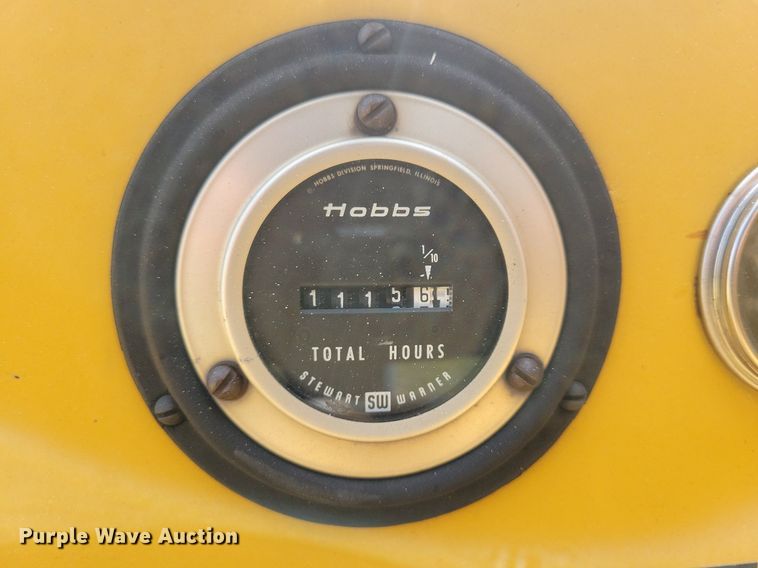 © HOBBS DIVISION SPRINGFIELD, ILLINOIS
Hobbs
1/10
1 1 1 5 6
TOTAL HOURS
STEWART SW WARNER
Purple Wave Auction